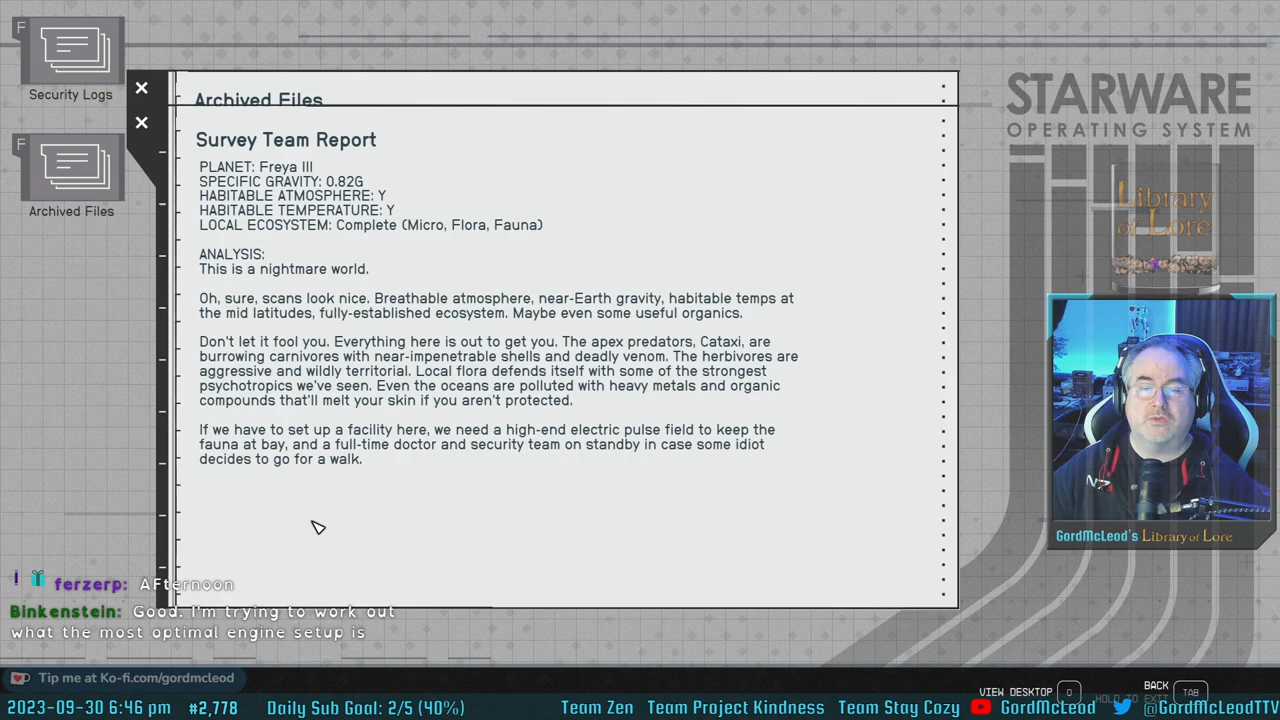 F
Security Logs
F
Archived Files
Archived Files
Survey Team Report
PLANET: Freya III
SPECIFIC GRAVITY: 0.82G
HABITABLE ATMOSPHERE: Y
HABITABLE TEMPERATURE: Y
LOCAL ECOSYSTEM: Complete (Micro, Flora, Fauna)
ANALYSIS:
This is a nightmare world.
Oh, sure, scans look nice. Breathable atmosphere, near-Earth gravity, habitable temps at
the mid latitudes, fully-established ecosystem. Maybe even some useful organics.
Don't let it fool you. Everything here is out to get you. The apex predators, Cataxi, are
burrowing carnivores with near-impenetrable shells and deadly venom. The herbivores are
aggressive and wildly territorial. Local flora defends itself with some of the strongest
psychotropics we've seen. Even the oceans are polluted with heavy metals and organic
compounds that'll melt your skin if you aren't protected.
If we have to set up a facility here, we need a high-end electric pulse field to keep the
fauna at bay, and a full-time doctor and security team on standby in case some idiot
decides to go for a walk.
STARWARE
OPERATING SYSTEM
Library
of Lore
GordMcLeod's Library of Lore
ferzerp: AFternoon
Binkenstein: Good. I'm trying to work out
what the most optimal engine setup is
Tip me at Ko-fi.com/gordmcleod
VIEW DESKTOP Q
BACK TAB
HOLD TO EXIT
2023-09-30 6:46 pm #2,778 Daily Sub Goal: 2/5 (40%) Team Zen Team Project Kindness Team Stay Cozy GordMcLeod @GordMcLeodTTV